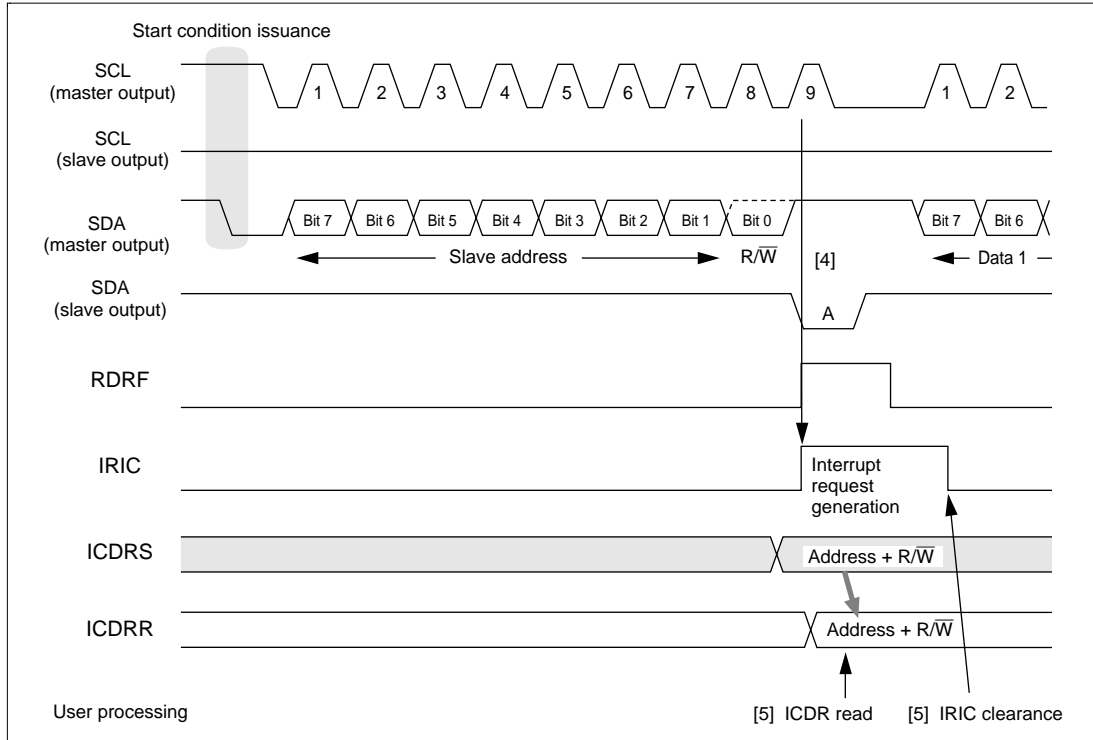 Start condition issuance
SCL
(master output)
1 2 3 4 5 6 7 8 9 1 2
SCL
(slave output)
SDA
(master output)
Bit 7 Bit 6 Bit 5 Bit 4 Bit 3 Bit 2 Bit 1 Bit 0 Bit 7 Bit 6
Slave address R/W̅ [4] Data 1
SDA
(slave output)
A
RDRF
IRIC
Interrupt
request
generation
ICDRS
Address + R/W̅
ICDRR
Address + R/W̅
User processing [5] ICDR read [5] IRIC clearance